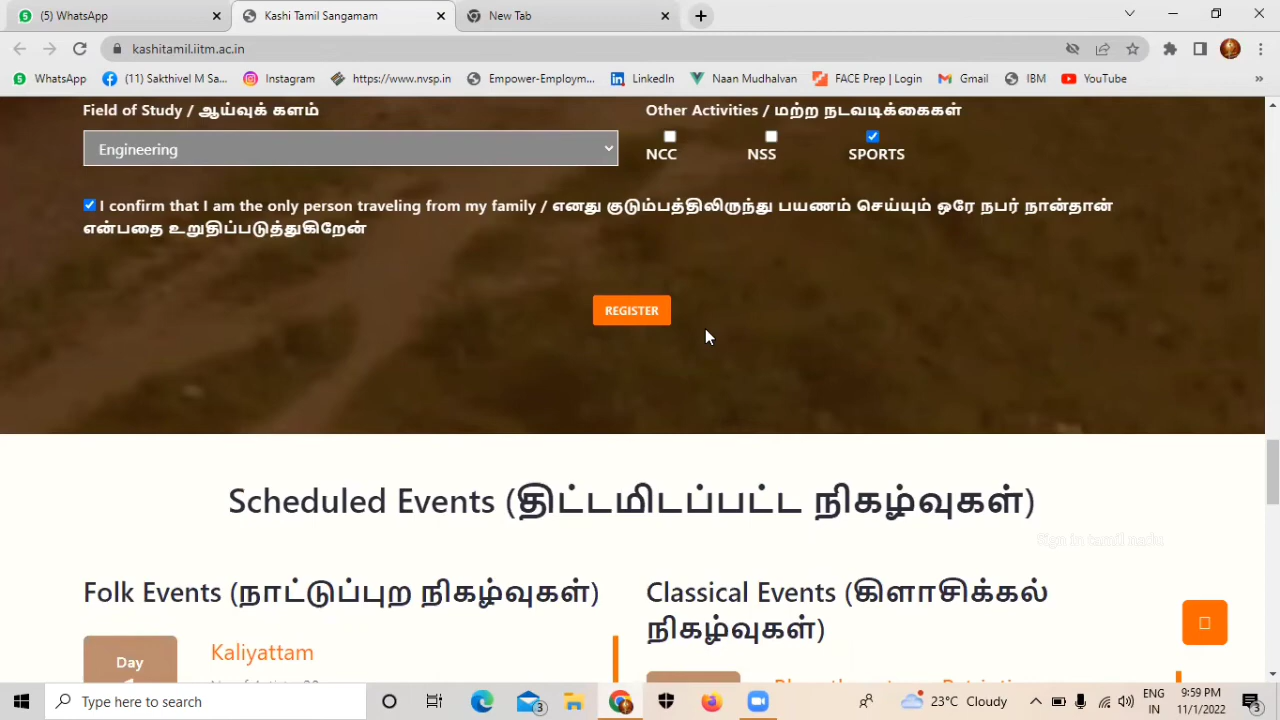 (5) WhatsApp
Kashi Tamil Sangamam
New Tab
kashitamil.iitm.ac.in
WhatsApp
(11) Sakthivel M Sa...
Instagram
https://www.nvsp.in
Empower-Employm...
LinkedIn
Naan Mudhalvan
FACE Prep | Login
Gmail
IBM
YouTube
»
Field of Study / ஆய்வுக் களம்
Other Activities / மற்ற நடவடிக்கைகள்
Engineering
NCC
NSS
SPORTS
I confirm that I am the only person traveling from my family / எனது குடும்பத்திலிருந்து பயணம் செய்யும் ஒரே நபர் நான்தான்
என்பதை உறுதிப்படுத்துகிறேன்
REGISTER
Scheduled Events (திட்டமிடப்பட்ட நிகழ்வுகள்)
Sign in tamil nadu
Folk Events (நாட்டுப்புற நிகழ்வுகள்)
Classical Events (கிளாசிக்கல்
நிகழ்வுகள்)
Day
Kaliyattam
Type here to search
3
23°C Cloudy
ENG
IN
9:59 PM
11/1/2022
3